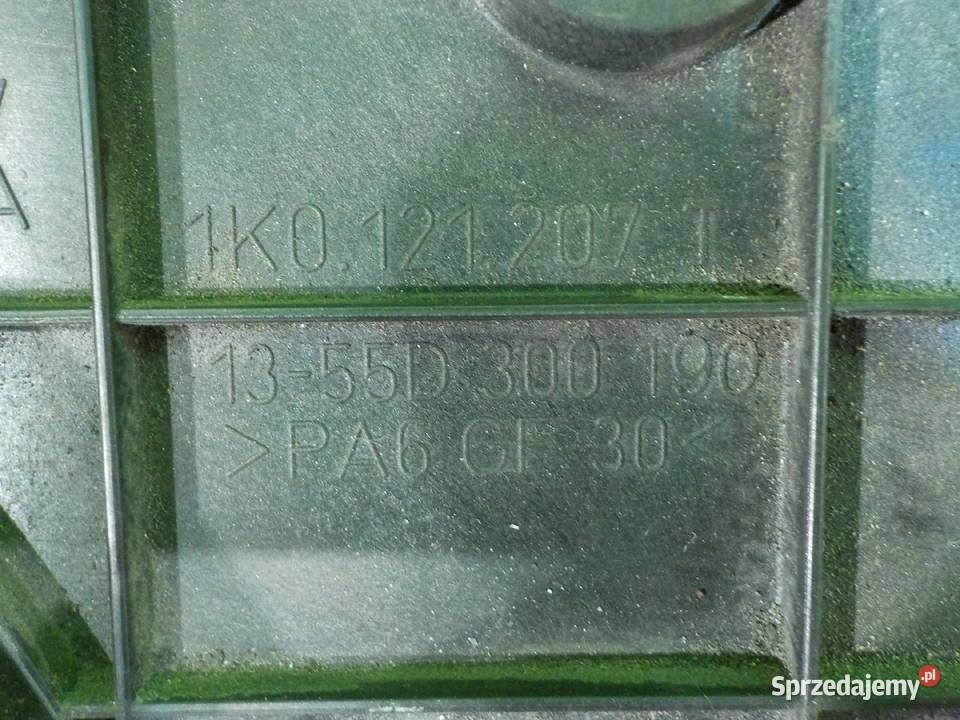 1K0.121.207 T
13-55D 300 190
>PA6 GF 30<
Sprzedajemy.pl